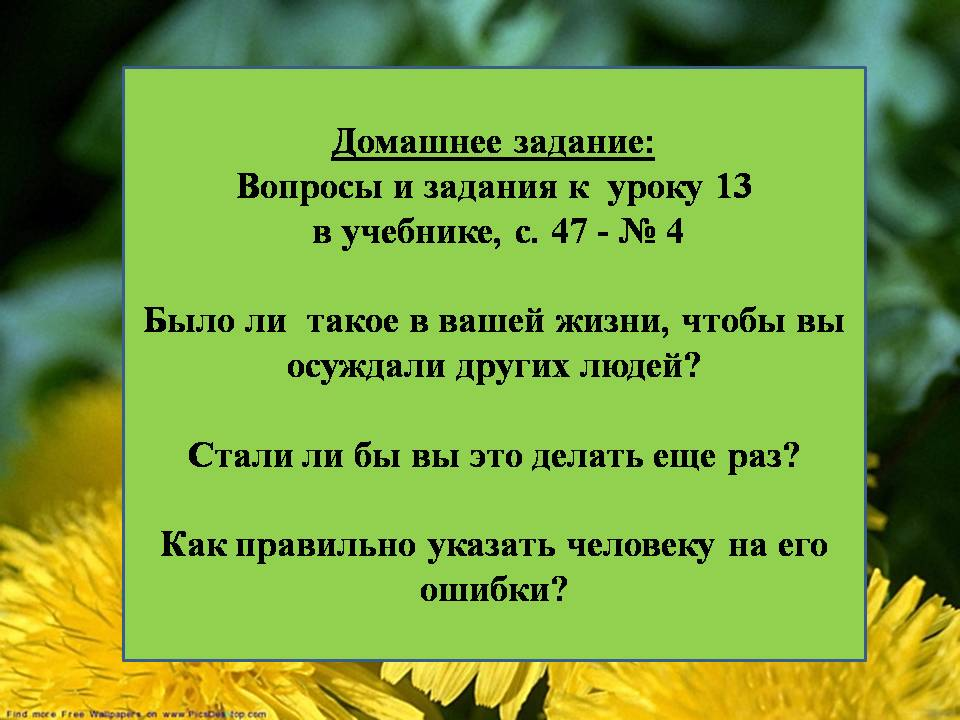 Домашнее задание:
Вопросы и задания к уроку 13
в учебнике, с. 47 - № 4
Было ли такое в вашей жизни, чтобы вы
осуждали других людей?
Стали ли бы вы это делать еще раз?
Как правильно указать человеку на его
ошибки?
Find more Free Wallpapers on www.PicsDesktop.com